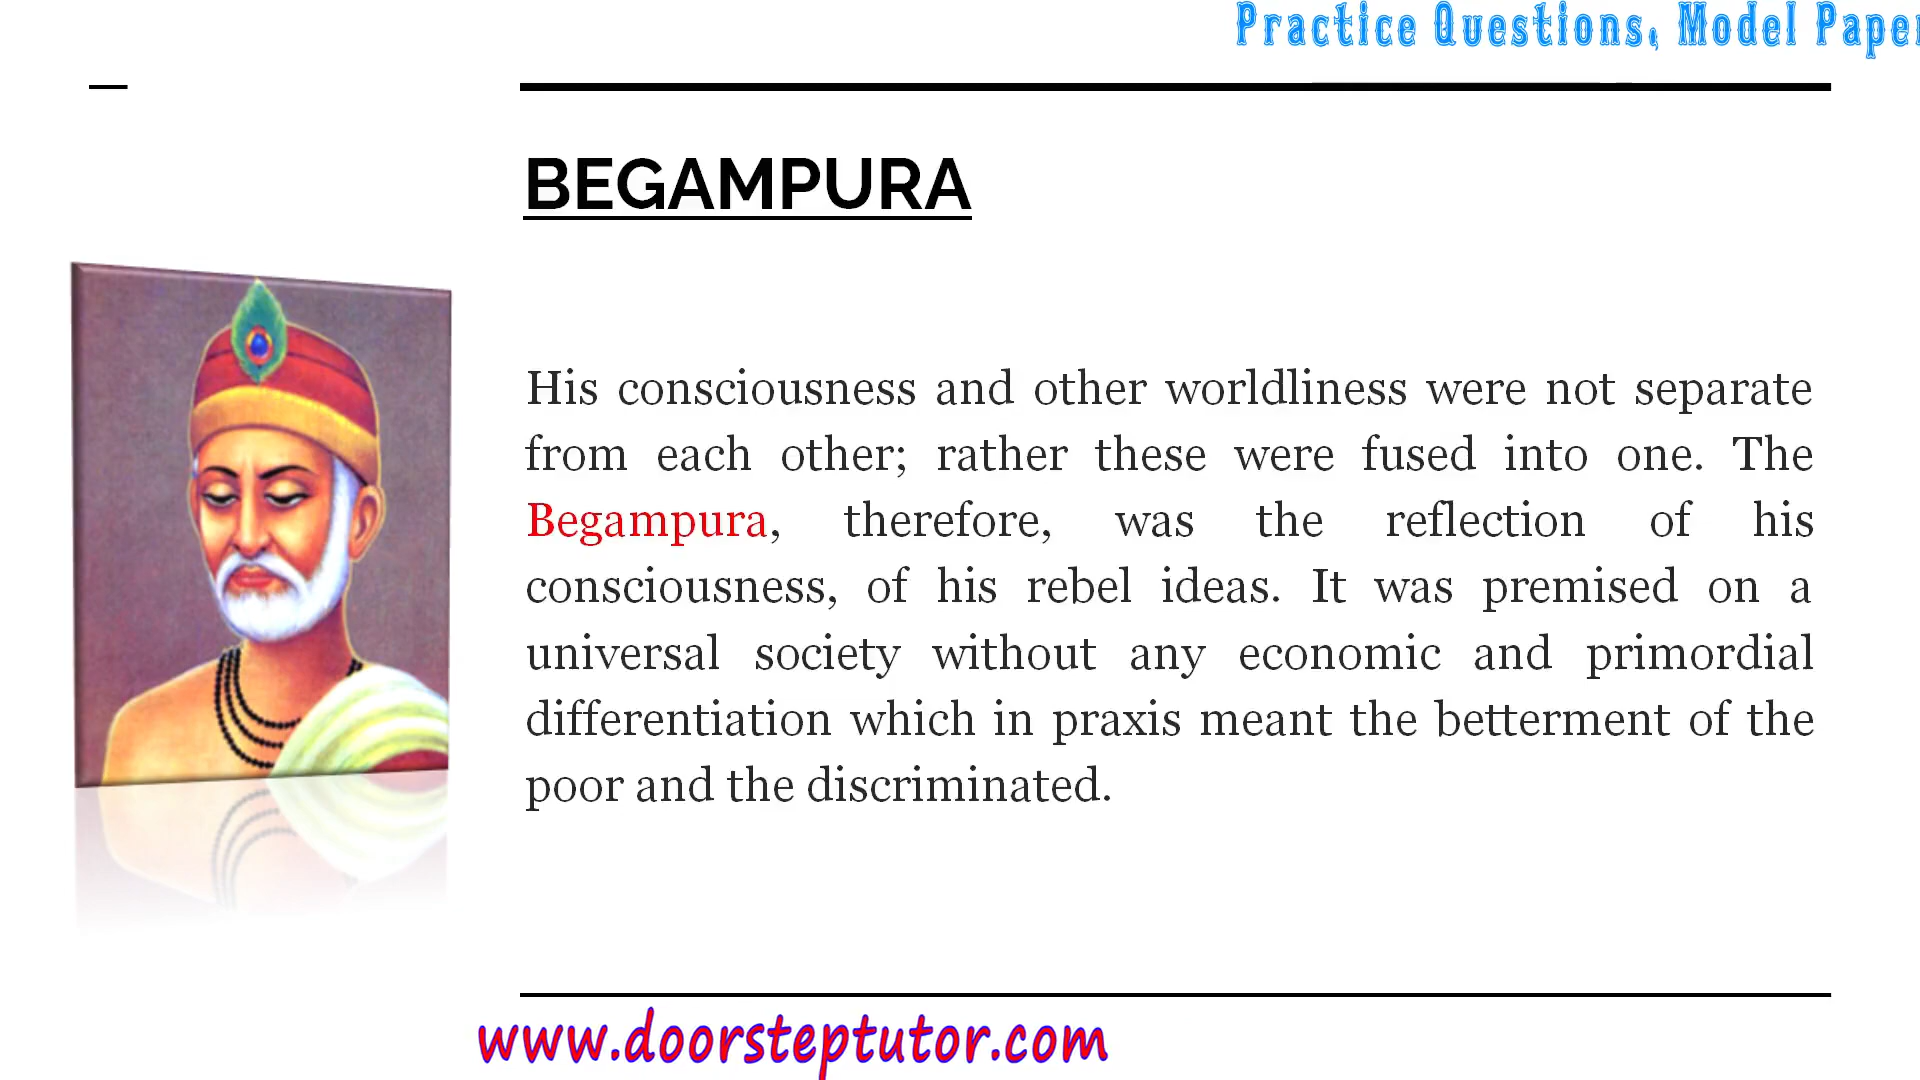 Practice Questions, Model Paper
BEGAMPURA
His consciousness and other worldliness were not separate
from each other; rather these were fused into one. The
Begampura, therefore, was the reflection of his
consciousness, of his rebel ideas. It was premised on a
universal society without any economic and primordial
differentiation which in praxis meant the betterment of the
poor and the discriminated.
www.doorsteptutor.com